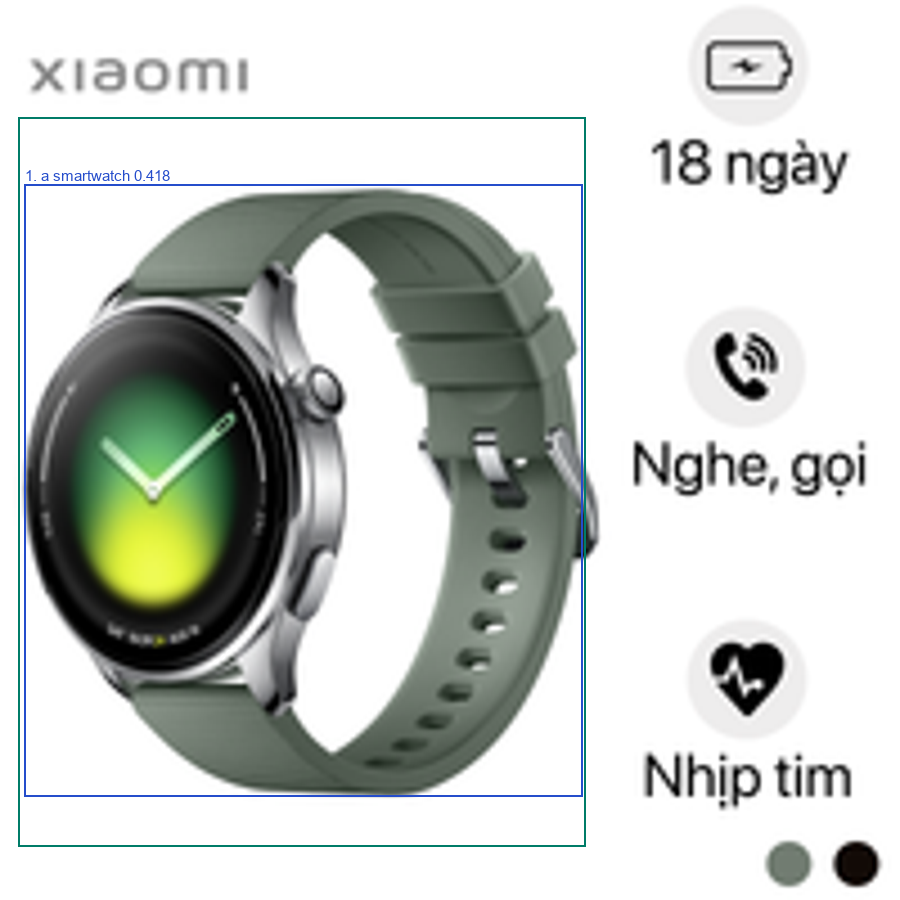 xiaomi
1. a smartwatch 0.418
18 ngày
Nghe, gọi
Nhịp tim